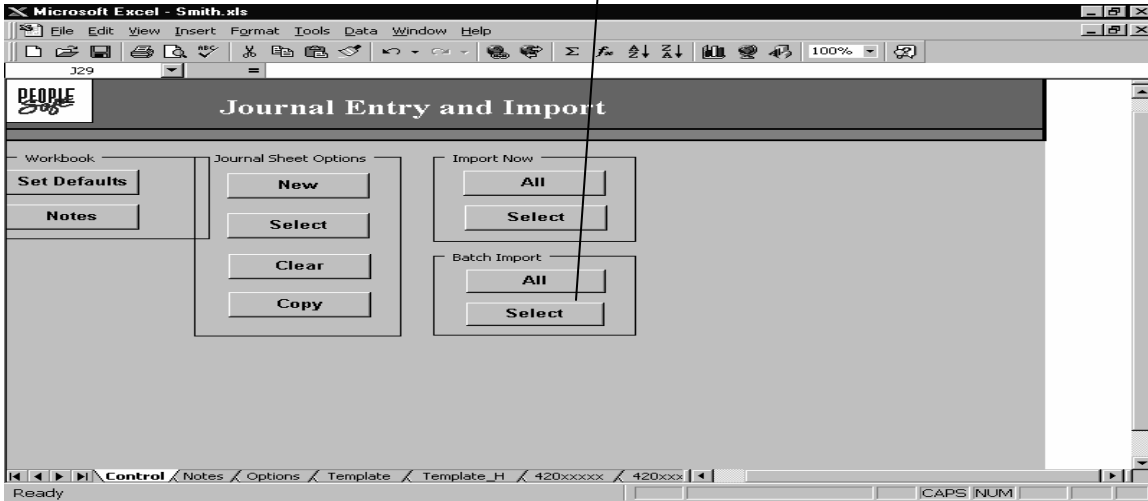 Microsoft Excel - Smith.xls
File Edit View Insert Format Tools Data Window Help
100%
J29 =
PEOPLE
Soft
Journal Entry and Import
Workbook
Set Defaults
Notes
Journal Sheet Options
New
Select
Clear
Copy
Import Now
All
Select
Batch Import
All
Select
Control Notes Options Template Template_H 420xxxxx 420xxx
Ready CAPS NUM